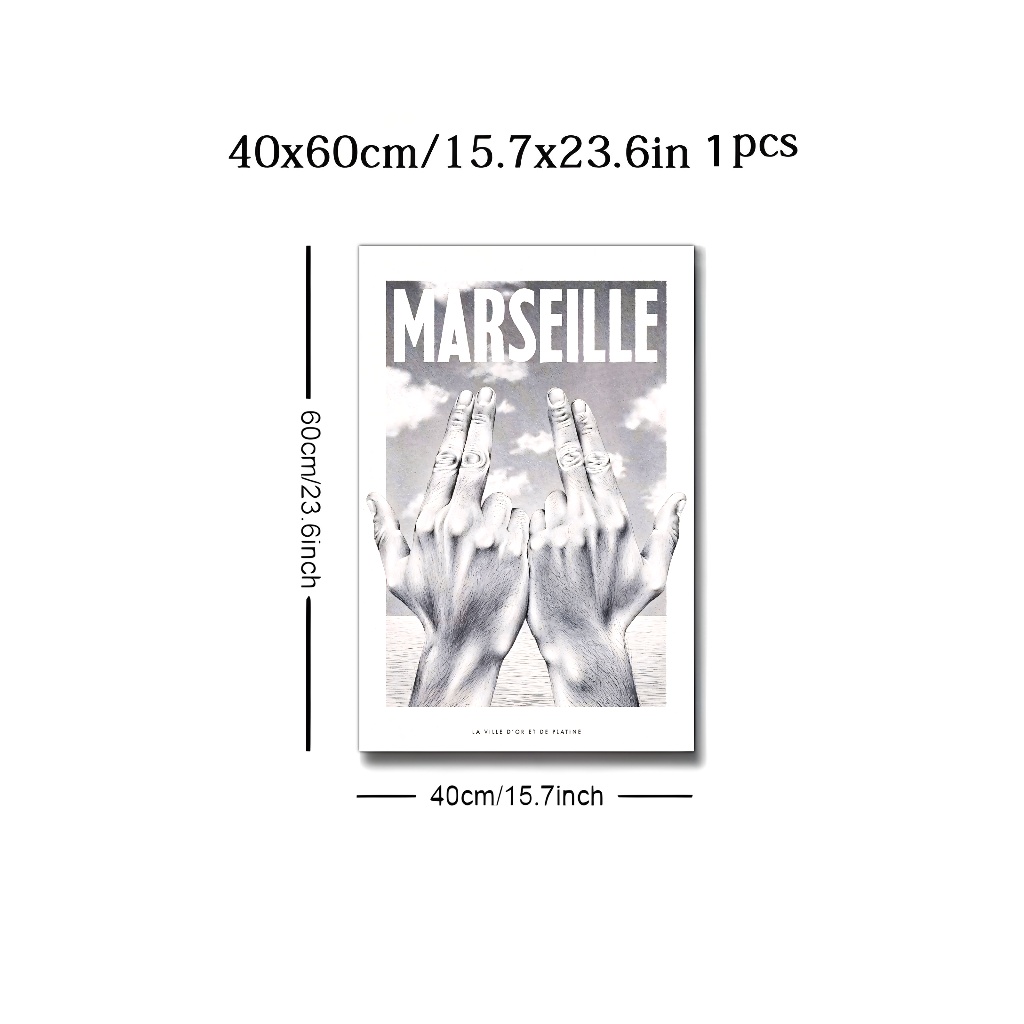 40x60cm/15.7x23.6in 1pcs
MARSEILLE
60cm/23.6inch
LA VILLE D'OR ET DE PLATINE
40cm/15.7inch